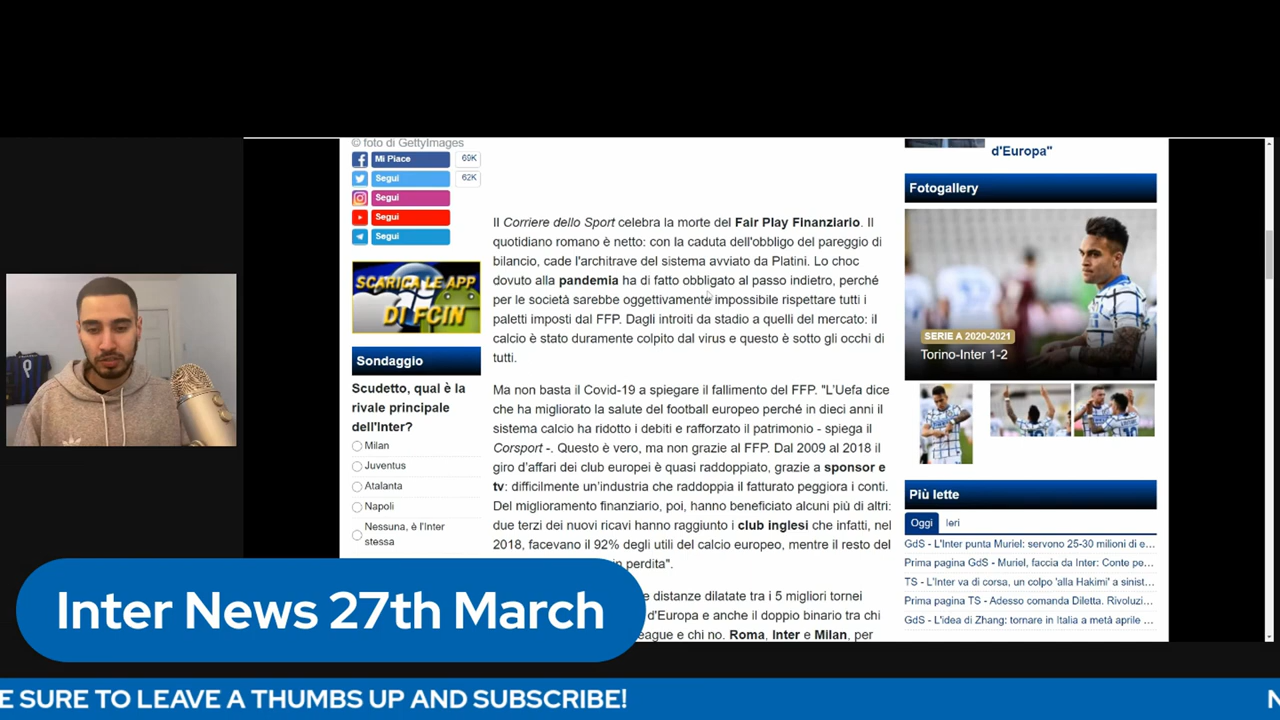 © foto di GettyImages
Mi Piace 69K
Segui 62K
Segui
Segui
Segui
SCARICA LE APP
DI FCIN
Sondaggio
Scudetto, qual è la
rivale principale
dell'Inter?
Milan
Juventus
Atalanta
Napoli
Nessuna, è l'Inter
stessa
Il Corriere dello Sport celebra la morte del Fair Play Finanziario. Il
quotidiano romano è netto: con la caduta dell'obbligo del pareggio di
bilancio, cade l'architrave del sistema avviato da Platini. Lo choc
dovuto alla pandemia ha di fatto obbligato al passo indietro, perché
per le società sarebbe oggettivamente impossibile rispettare tutti i
paletti imposti dal FFP. Dagli introiti da stadio a quelli del mercato: il
calcio è stato duramente colpito dal virus e questo è sotto gli occhi di
tutti.
Ma non basta il Covid-19 a spiegare il fallimento del FFP. "L'Uefa dice
che ha migliorato la salute del football europeo perché in dieci anni il
sistema calcio ha ridotto i debiti e rafforzato il patrimonio - spiega il
Corsport -. Questo è vero, ma non grazie al FFP. Dal 2009 al 2018 il
giro d'affari dei club europei è quasi raddoppiato, grazie a sponsor e
tv: difficilmente un'industria che raddoppia il fatturato peggiora i conti.
Del miglioramento finanziario, poi, hanno beneficiato alcuni più di altri:
due terzi dei nuovi ricavi hanno raggiunto i club inglesi che infatti, nel
2018, facevano il 92% degli utili del calcio europeo, mentre il resto del
in perdita".
e distanze dilatate tra i 5 migliori tornei
d'Europa e anche il doppio binario tra chi
eague e chi no. Roma, Inter e Milan, per
d'Europa"
Fotogallery
SERIE A 2020-2021
Torino-Inter 1-2
Più lette
Oggi Ieri
GdS - L'Inter punta Muriel: servono 25-30 milioni di e...
Prima pagina GdS - Muriel, faccia da Inter: Conte pe...
TS - L'Inter va di corsa, un colpo 'alla Hakimi' a sinist...
Prima pagina TS - Adesso comanda Diletta. Rivoluzi...
GdS - L'idea di Zhang: tornare in Italia a metà aprile ...
Inter News 27th March
E SURE TO LEAVE A THUMBS UP AND SUBSCRIBE!
N